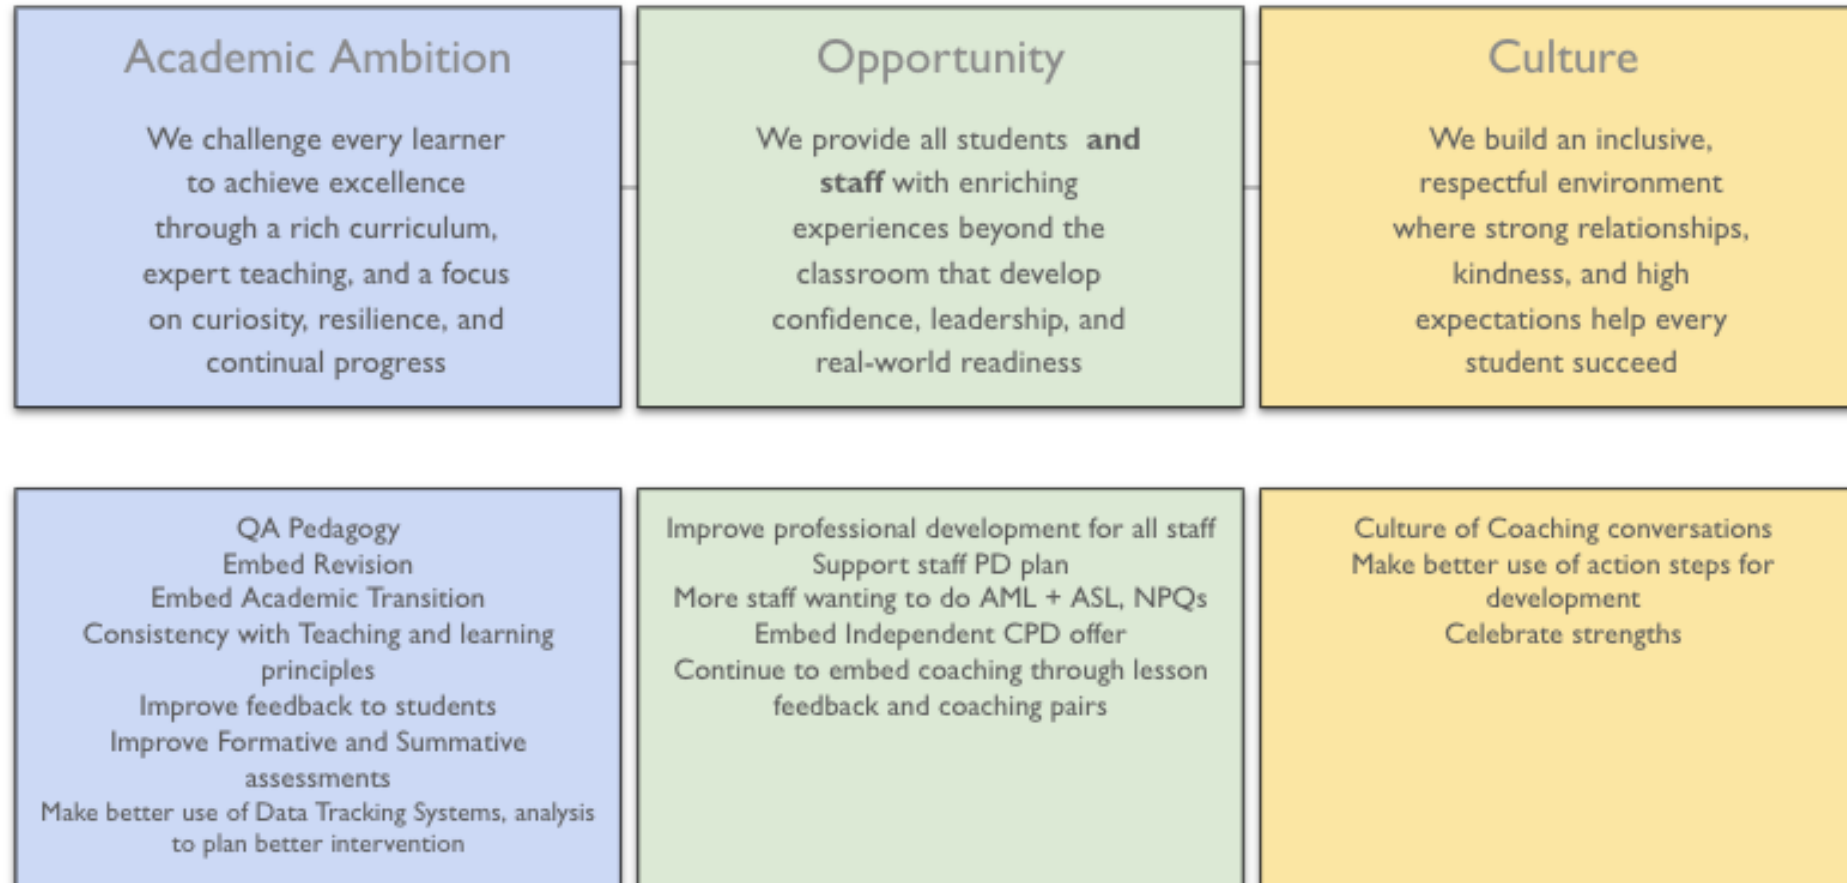 Academic Ambition
We challenge every learner
to achieve excellence
through a rich curriculum,
expert teaching, and a focus
on curiosity, resilience, and
continual progress
Opportunity
We provide all students and
staff with enriching
experiences beyond the
classroom that develop
confidence, leadership, and
real-world readiness
Culture
We build an inclusive,
respectful environment
where strong relationships,
kindness, and high
expectations help every
student succeed
QA Pedagogy
Embed Revision
Embed Academic Transition
Consistency with Teaching and learning
principles
Improve feedback to students
Improve Formative and Summative
assessments
Make better use of Data Tracking Systems, analysis
to plan better intervention
Improve professional development for all staff
Support staff PD plan
More staff wanting to do AML + ASL, NPQs
Embed Independent CPD offer
Continue to embed coaching through lesson
feedback and coaching pairs
Culture of Coaching conversations
Make better use of action steps for
development
Celebrate strengths